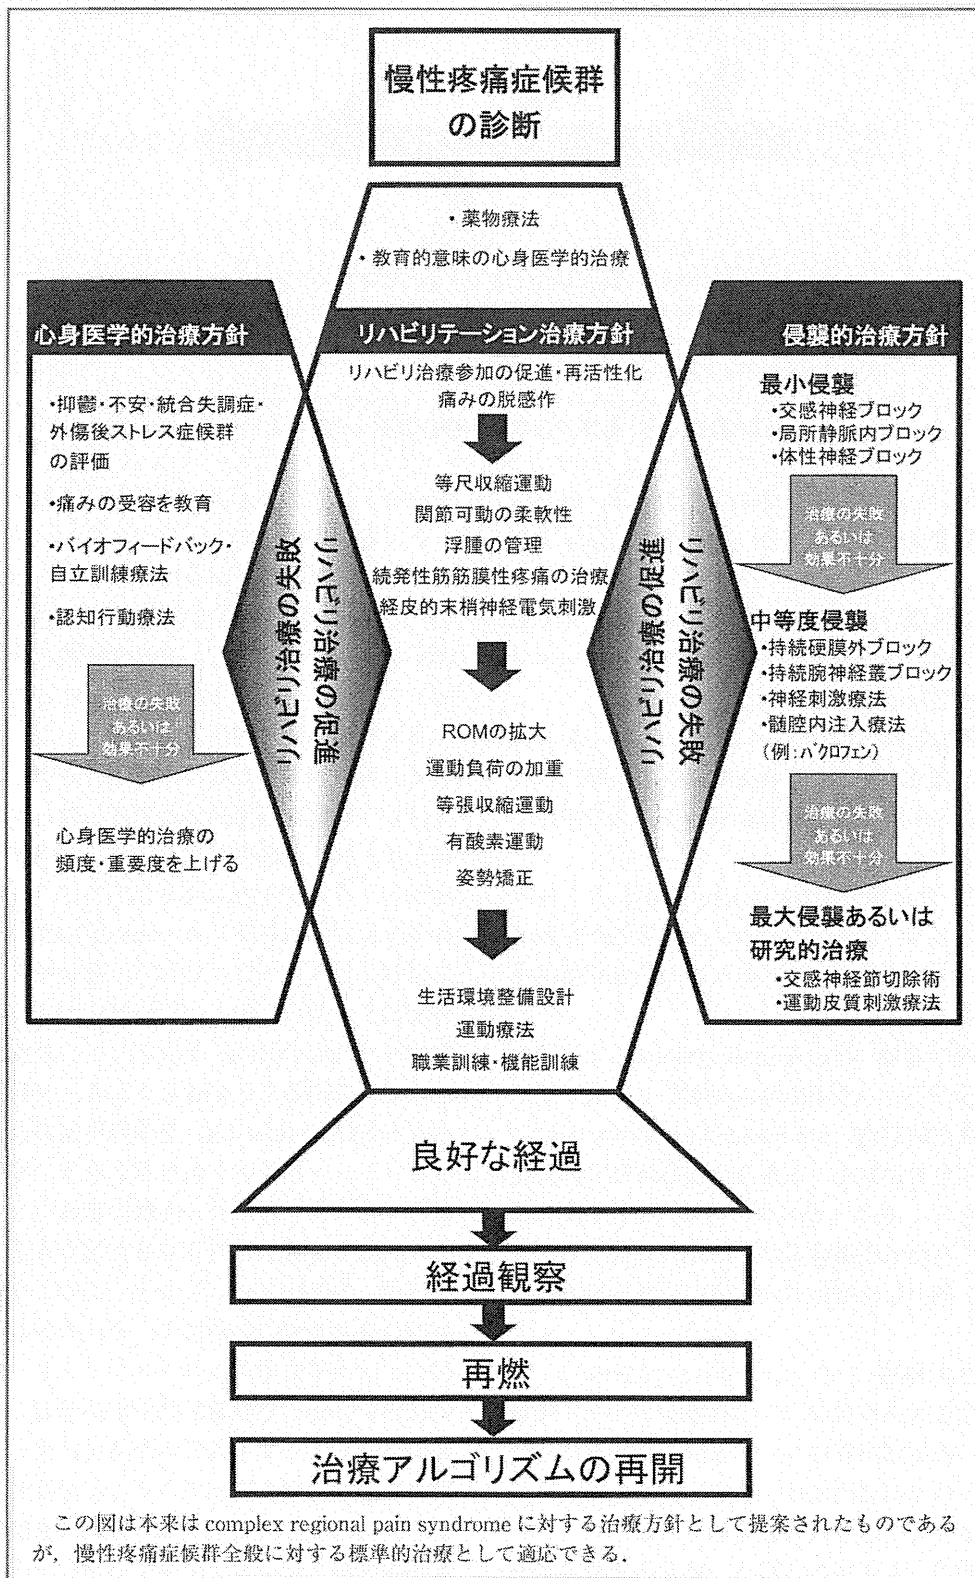 慢性疼痛症候群
の診断
・薬物療法
・教育的意味の心身医学的治療
心身医学的治療方針
・抑鬱・不安・統合失調症・
外傷後ストレス症候群
の評価
・痛みの受容を教育
・バイオフィードバック・
自立訓練療法
・認知行動療法
治療の失敗
あるいは
効果不十分
心身医学的治療の
頻度・重要度を上げる
リハビリ治療の失敗
リハビリ治療の促進
リハビリテーション治療方針
リハビリ治療参加の促進・再活性化
痛みの脱感作
等尺収縮運動
関節可動の柔軟性
浮腫の管理
続発性筋筋膜性疼痛の治療
経皮的末梢神経電気刺激
ROMの拡大
運動負荷の加重
等張収縮運動
有酸素運動
姿勢矯正
生活環境整備設計
運動療法
職業訓練・機能訓練
リハビリ治療の促進
リハビリ治療の失敗
侵襲的治療方針
最小侵襲
・交感神経ブロック
・局所静脈内ブロック
・体性神経ブロック
治療の失敗
あるいは
効果不十分
中等度侵襲
・持続硬膜外ブロック
・持続腕神経叢ブロック
・神経刺激療法
・髄腔内注入療法
(例:バクロフェン)
治療の失敗
あるいは
効果不十分
最大侵襲あるいは
研究的治療
・交感神経節切除術
・運動皮質刺激療法
良好な経過
経過観察
再燃
治療アルゴリズムの再開
この図は本来は complex regional pain syndrome に対する治療方針として提案されたものである
が，慢性疼痛症候群全般に対する標準的治療として適応できる．